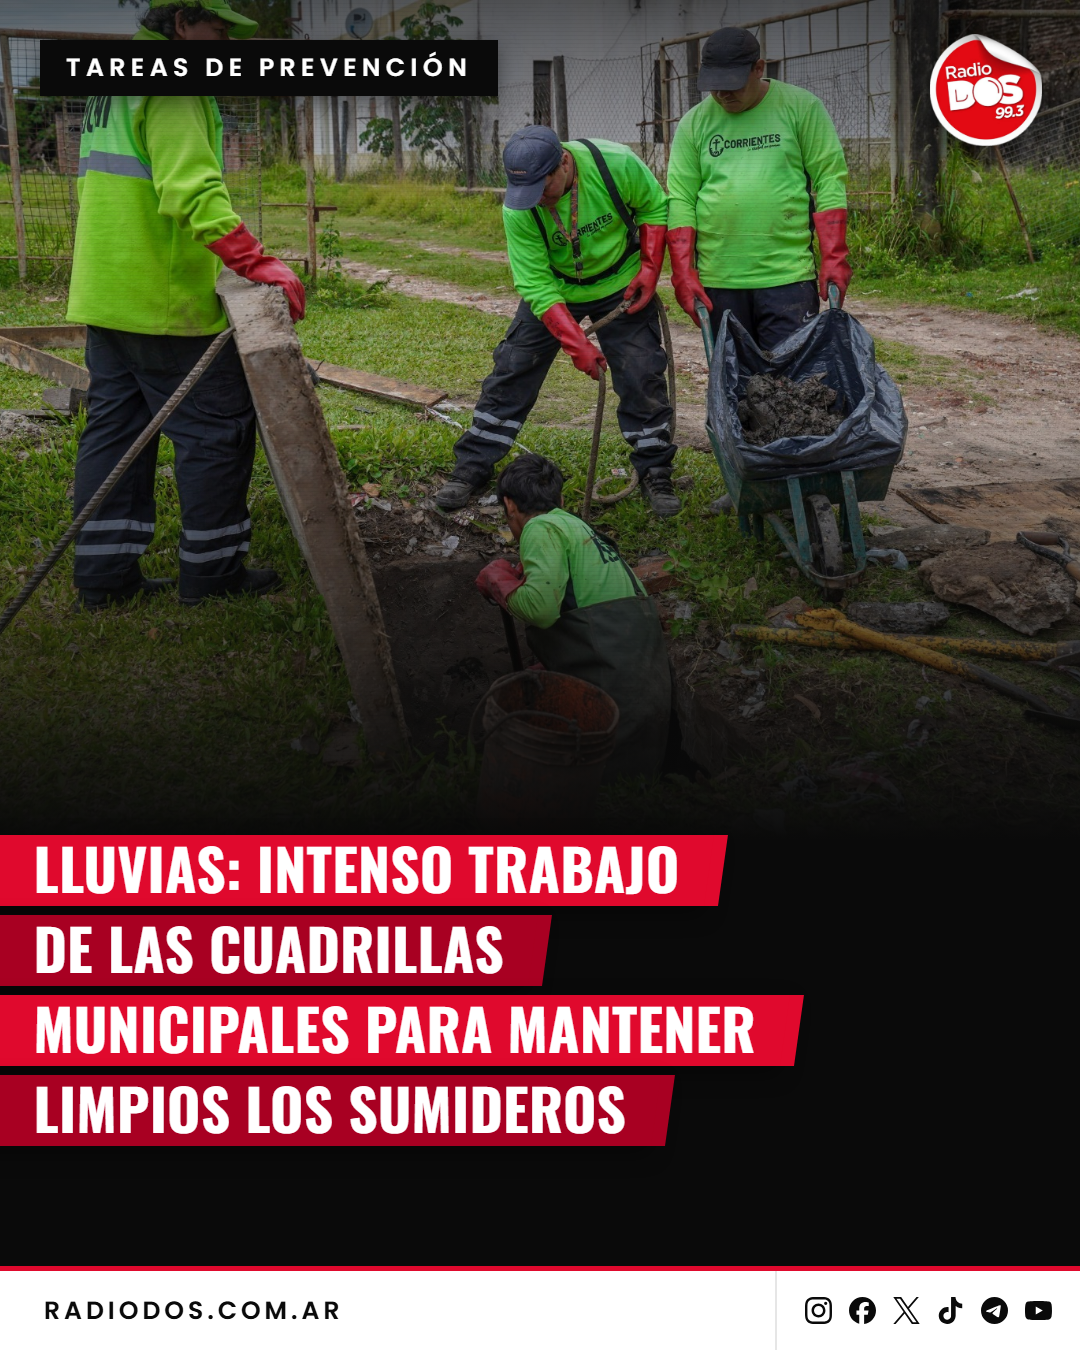 TAREAS DE PREVENCIÓN
Radio
DOS
99.3
CORRIENTES
CORRIENTES
LLUVIAS: INTENSO TRABAJO
DE LAS CUADRILLAS
MUNICIPALES PARA MANTENER
LIMPIOS LOS SUMIDEROS
RADIODOS.COM.AR